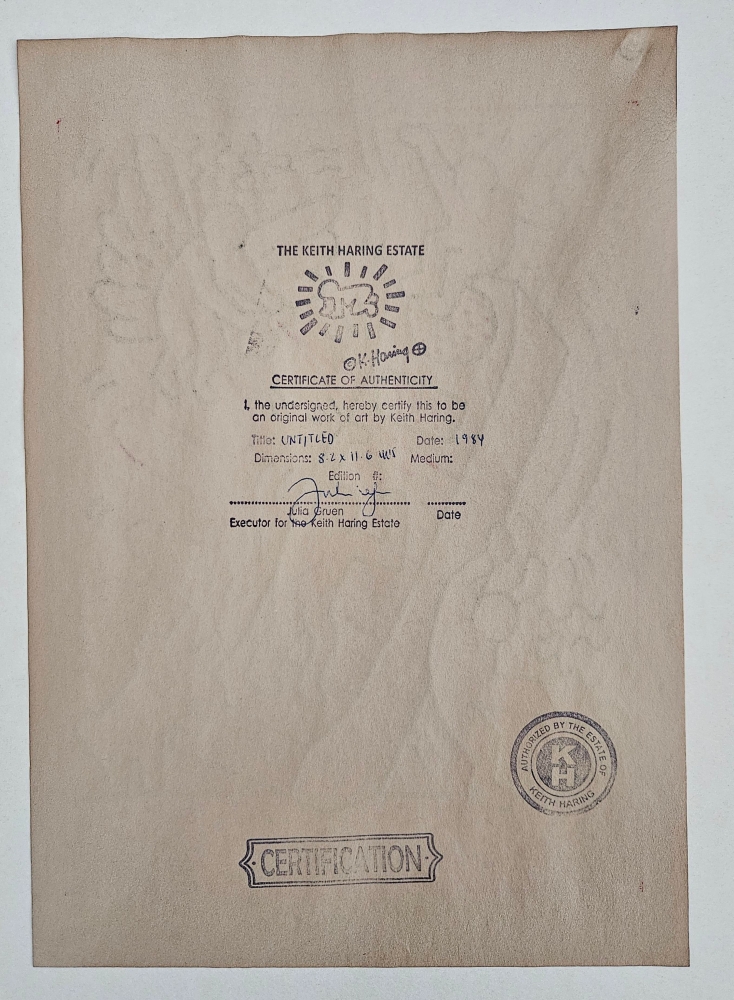 THE KEITH HARING ESTATE
©K·Haring⊕
CERTIFICATE OF AUTHENTICITY
I, the undersigned, hereby certify this to be
an original work of art by Keith Haring.
Title: UNTITLED Date: 1984
Dimensions: 8.2 x 11.6 Medium:
Edition #:
Julia Gruen Date
Executor for the Keith Haring Estate
AUTHORIZED BY THE ESTATE OF
KH
KEITH HARING
CERTIFICATION